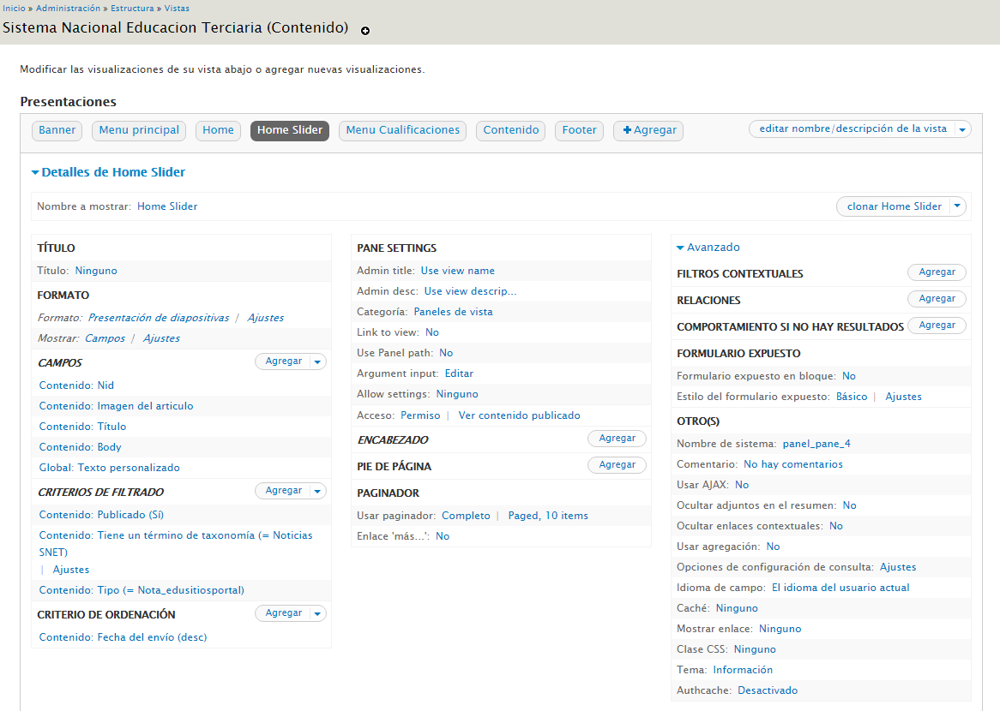 Inicio » Administración » Estructura » Vistas
Sistema Nacional Educacion Terciaria (Contenido)
Modificar las visualizaciones de su vista abajo o agregar nuevas visualizaciones.
Presentaciones
Banner Menu principal Home Home Slider Menu Cualificaciones Contenido Footer Agregar editar nombre/descripción de la vista
Detalles de Home Slider
Nombre a mostrar: Home Slider clonar Home Slider
TÍTULO
Título: Ninguno
FORMATO
Formato: Presentación de diapositivas | Ajustes
Mostrar: Campos | Ajustes
CAMPOS Agregar
Contenido: Nid
Contenido: Imagen del articulo
Contenido: Título
Contenido: Body
Global: Texto personalizado
CRITERIOS DE FILTRADO Agregar
Contenido: Publicado (Sí)
Contenido: Tiene un término de taxonomía (= Noticias
SNET)
| Ajustes
Contenido: Tipo (= Nota_edusitiosportal)
CRITERIO DE ORDENACIÓN Agregar
Contenido: Fecha del envío (desc)
PANE SETTINGS
Admin title: Use view name
Admin desc: Use view descrip...
Categoría: Paneles de vista
Link to view: No
Use Panel path: No
Argument input: Editar
Allow settings: Ninguno
Acceso: Permiso | Ver contenido publicado
ENCABEZADO Agregar
PIE DE PÁGINA Agregar
PAGINADOR
Usar paginador: Completo | Paged, 10 items
Enlace 'más...': No
Avanzado
FILTROS CONTEXTUALES Agregar
RELACIONES Agregar
COMPORTAMIENTO SI NO HAY RESULTADOS Agregar
FORMULARIO EXPUESTO
Formulario expuesto en bloque: No
Estilo del formulario expuesto: Básico | Ajustes
OTRO(S)
Nombre de sistema: panel_pane_4
Comentario: No hay comentarios
Usar AJAX: No
Ocultar adjuntos en el resumen: No
Ocultar enlaces contextuales: No
Usar agregación: No
Opciones de configuración de consulta: Ajustes
Idioma de campo: El idioma del usuario actual
Caché: Ninguno
Mostrar enlace: Ninguno
Clase CSS: Ninguno
Tema: Información
Authcache: Desactivado